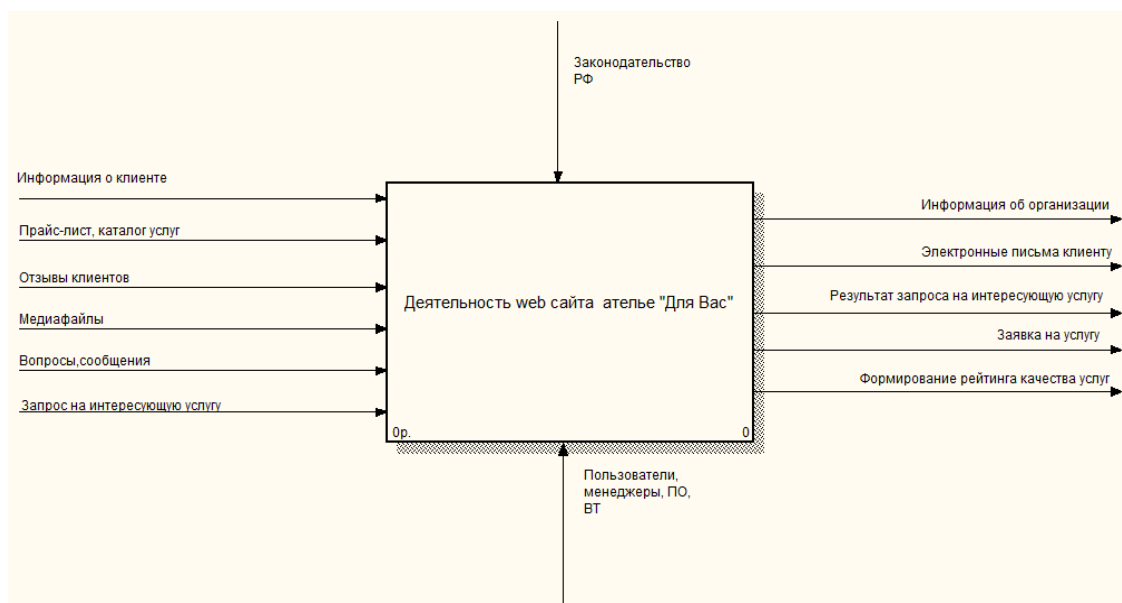 Законодательство
РФ
Информация о клиенте
Прайс-лист, каталог услуг
Отзывы клиентов
Медиафайлы
Вопросы,сообщения
Запрос на интересующую услугу
Деятельность web сайта ателье "Для Вас"
0р.
0
Информация об организации
Электронные письма клиенту
Результат запроса на интересующую услугу
Заявка на услугу
Формирование рейтинга качества услуг
Пользователи,
менеджеры, ПО,
ВТ